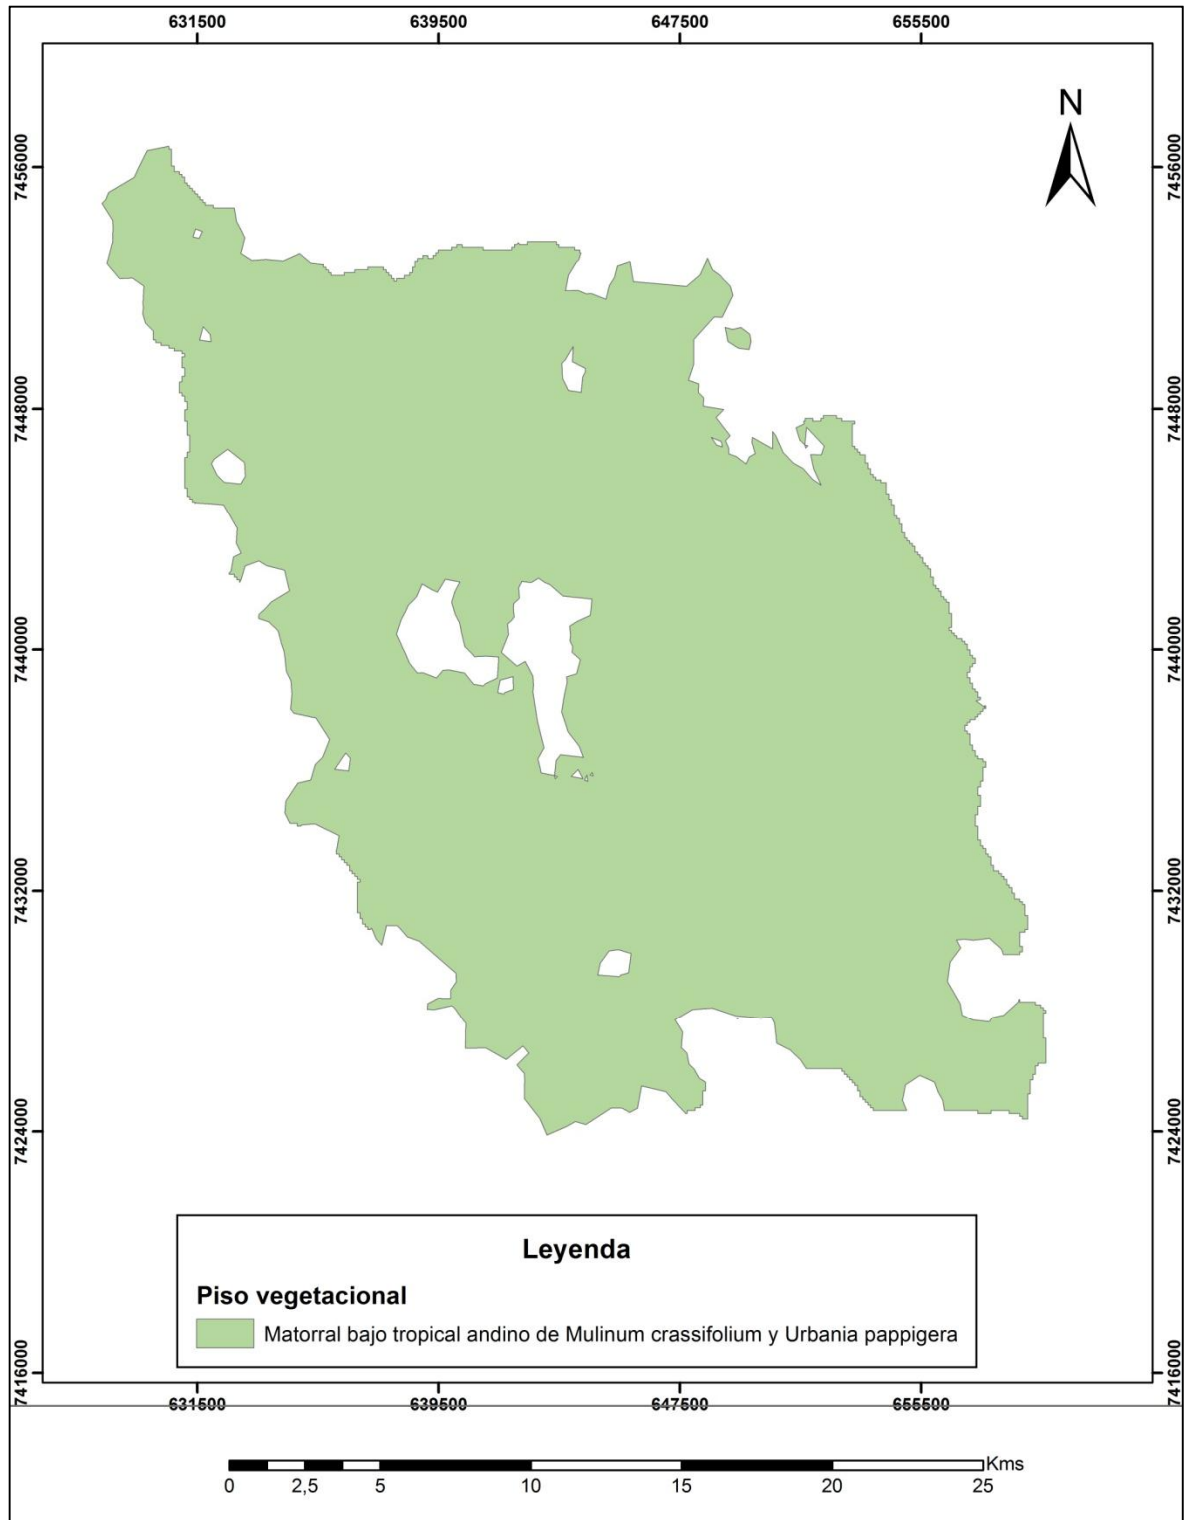 631500 639500 647500 655500
N
7456000 7456000
7448000 7448000
7440000 7440000
7432000 7432000
7424000 7424000
Leyenda
Piso vegetacional
Matorral bajo tropical andino de Mulinum crassifolium y Urbania pappigera
7416000 7416000
631500 639500 647500 655500
Kms
0 2,5 5 10 15 20 25